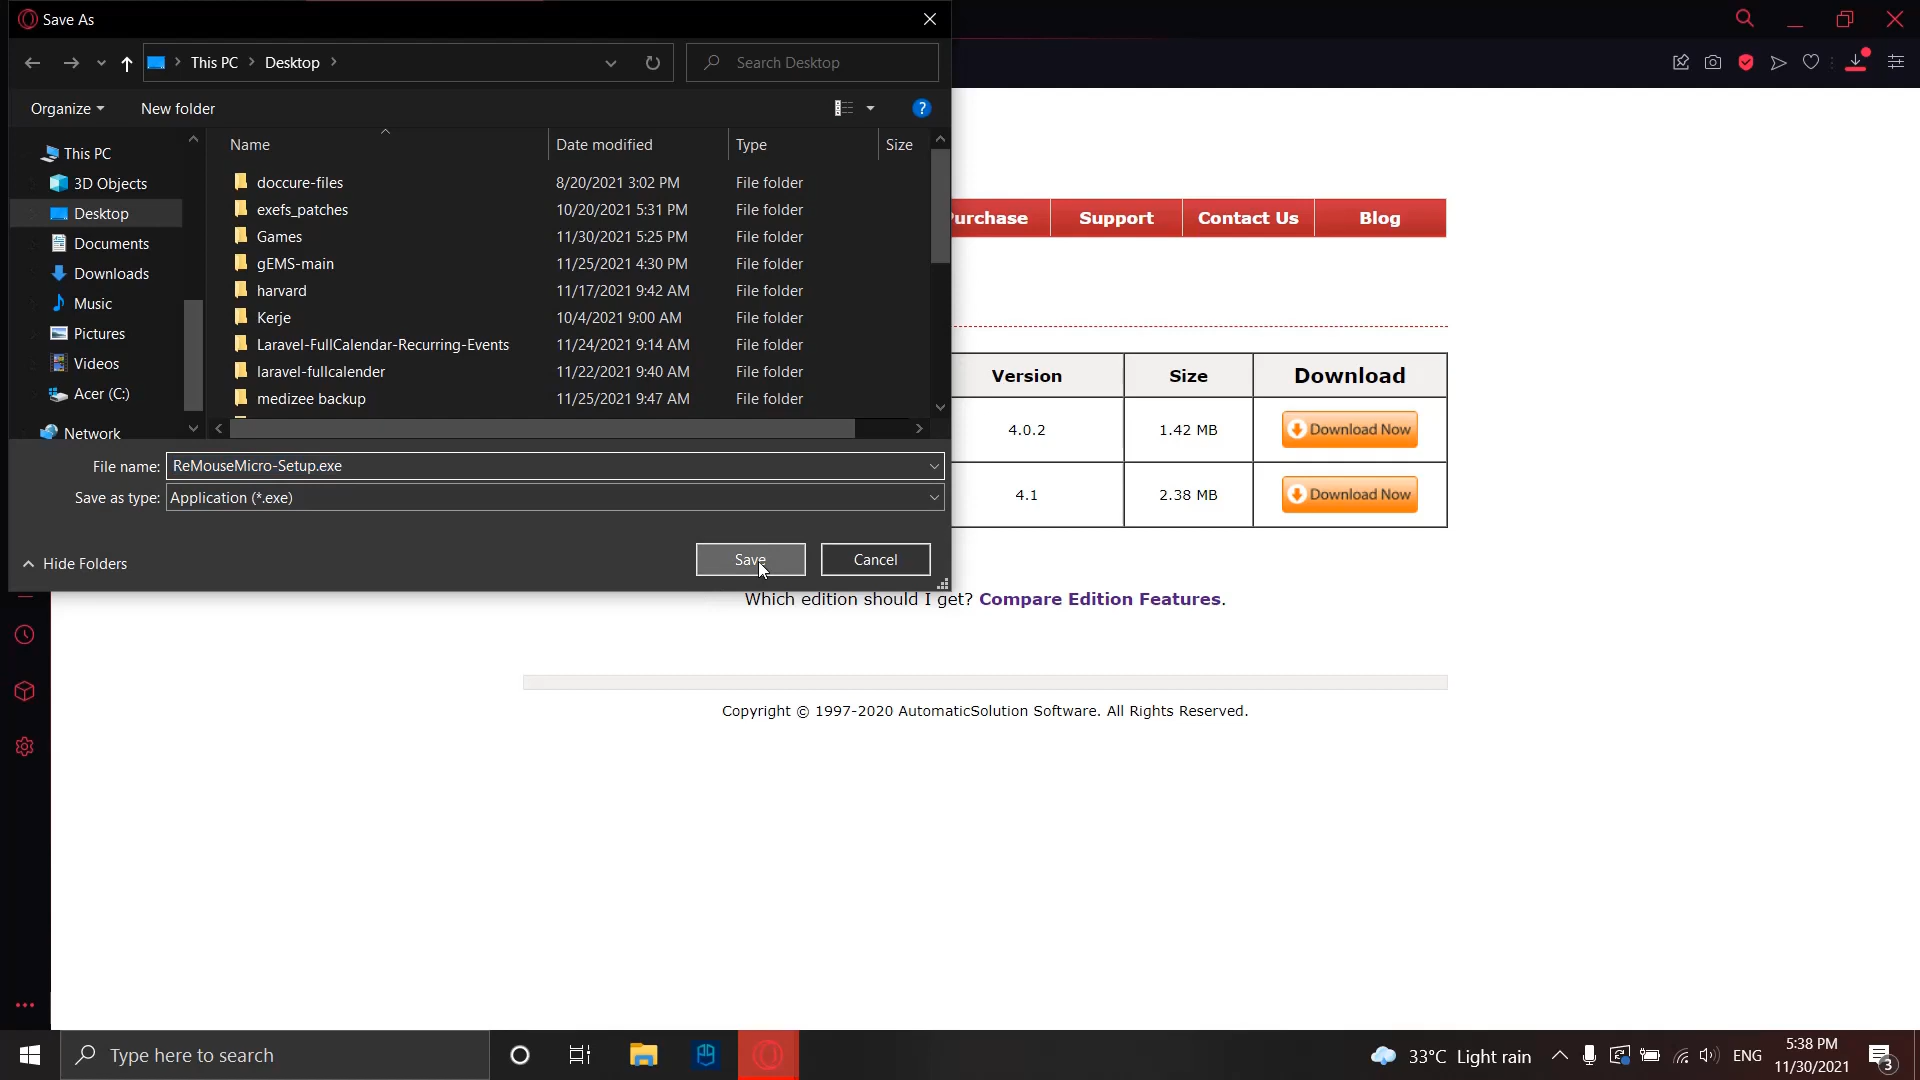 Save As
This PC
Desktop
Search Desktop
Organize
New folder
?
This PC
3D Objects
Desktop
Documents
Downloads
Music
Pictures
Videos
Acer (C:)
Network
Name Date modified Type Size
doccure-files 8/20/2021 3:02 PM File folder
exefs_patches 10/20/2021 5:31 PM File folder
Games 11/30/2021 5:25 PM File folder
gEMS-main 11/25/2021 4:30 PM File folder
harvard 11/17/2021 9:42 AM File folder
Kerje 10/4/2021 9:00 AM File folder
Laravel-FullCalendar-Recurring-Events 11/24/2021 9:14 AM File folder
laravel-fullcalender 11/22/2021 9:40 AM File folder
medizee backup 11/25/2021 9:47 AM File folder
File name: ReMouseMicro-Setup.exe
Save as type: Application (*.exe)
Hide Folders
Save
Cancel
Purchase Support Contact Us Blog
Version Size Download
4.0.2 1.42 MB Download Now
4.1 2.38 MB Download Now
Which edition should I get? Compare Edition Features.
Copyright © 1997-2020 AutomaticSolution Software. All Rights Reserved.
Type here to search
33°C Light rain
ENG
5:38 PM
11/30/2021
3